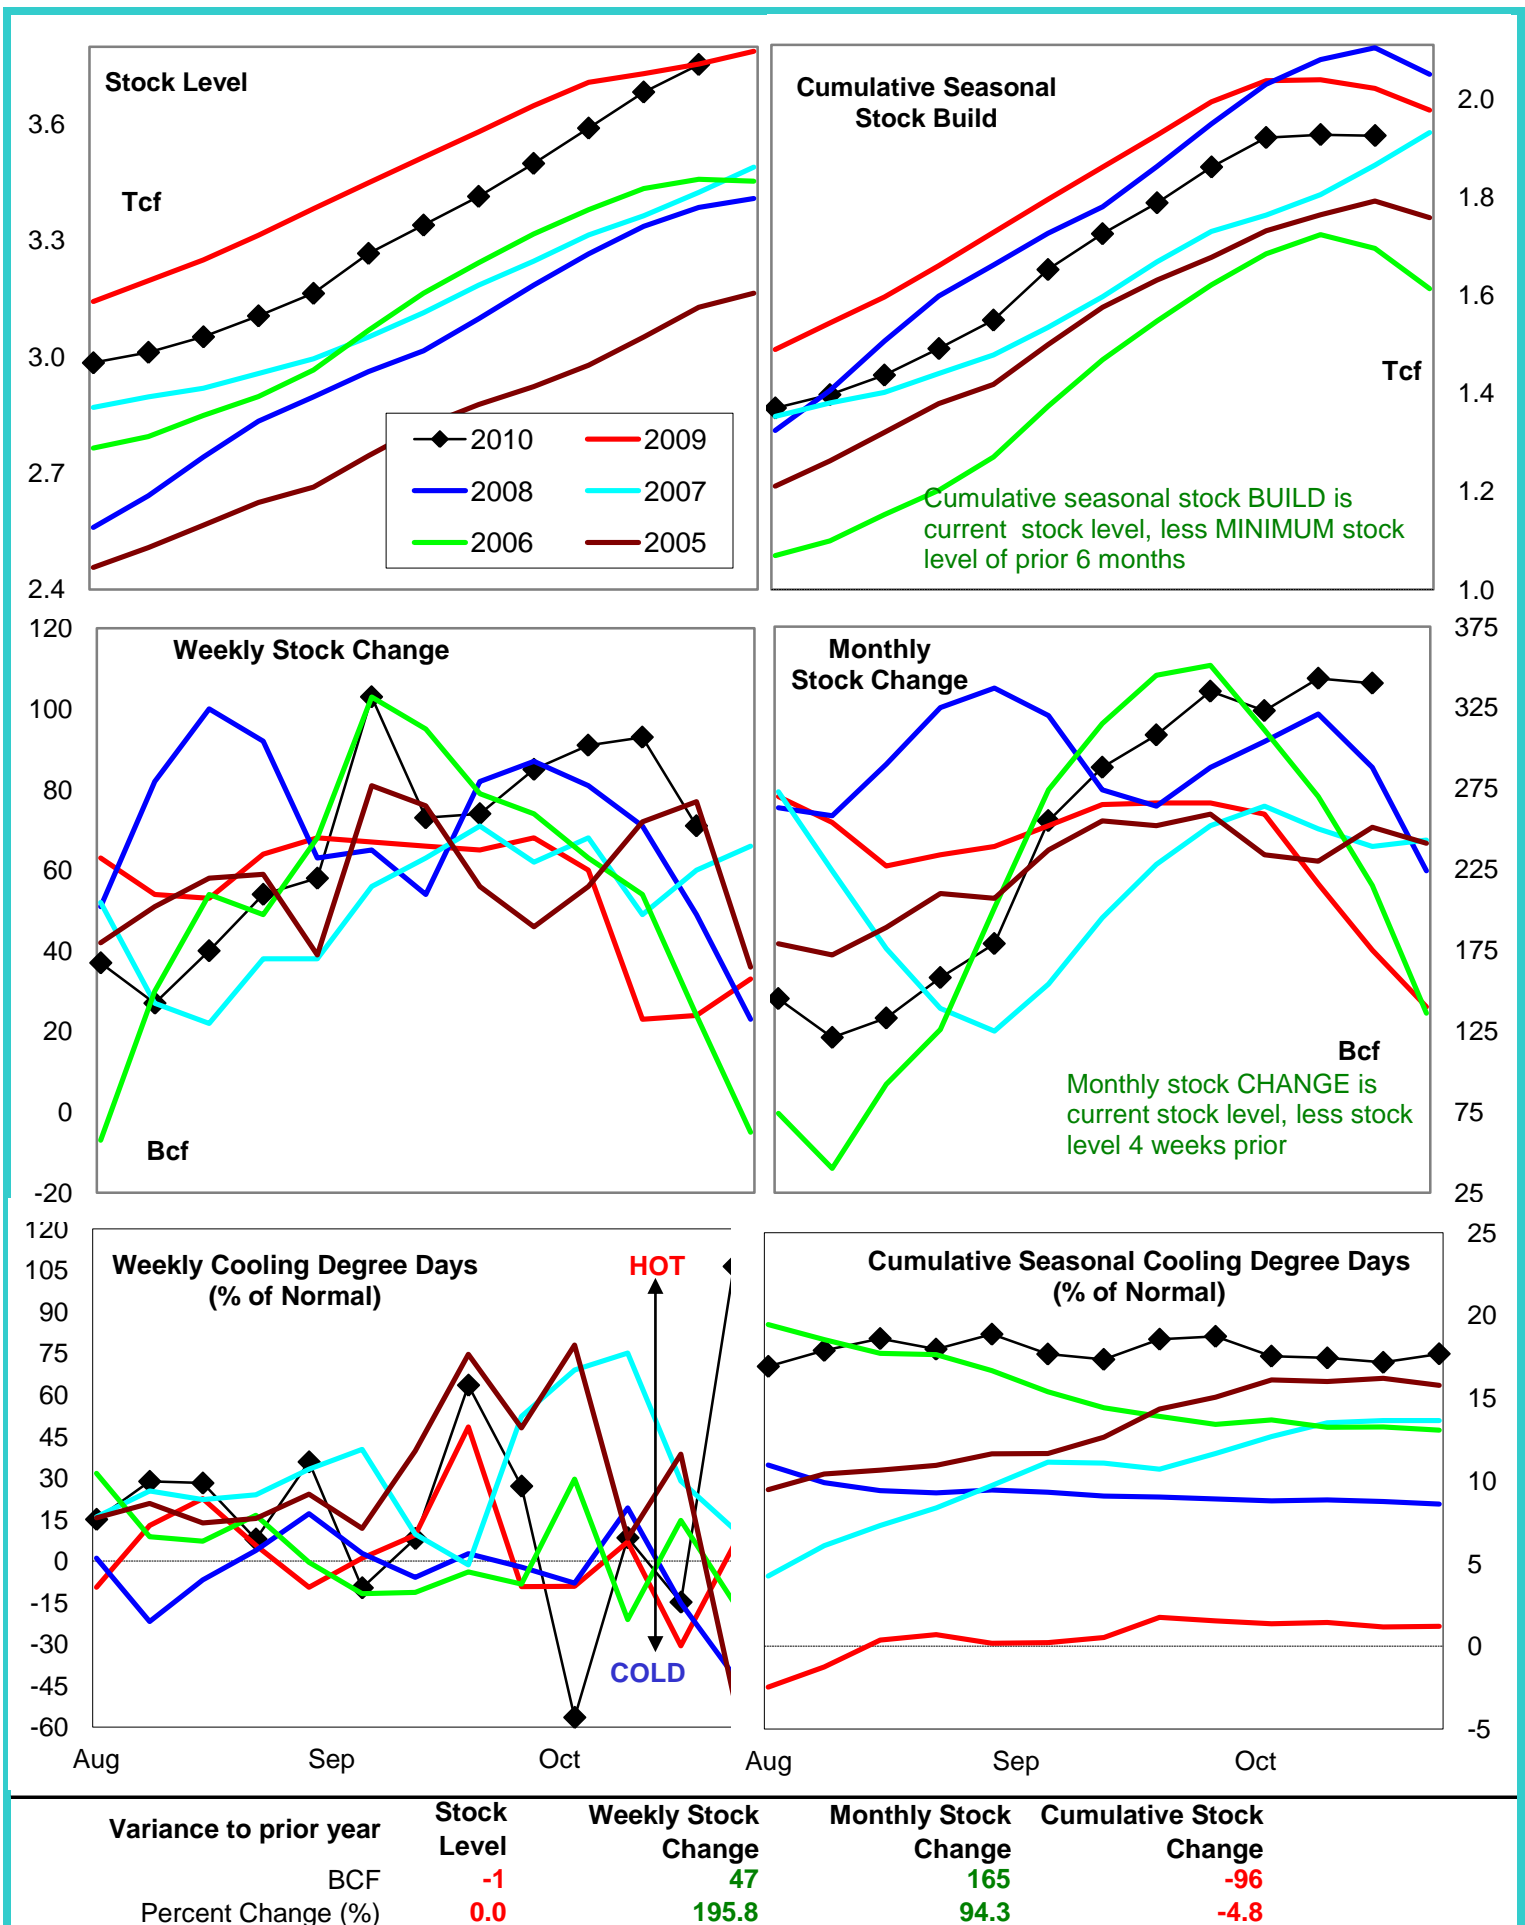 Stock Level
Tcf
3.6
3.3
3.0
2.7
2.4
2010
2009
2008
2007
2006
2005
Cumulative Seasonal
Stock Build
2.0
1.8
1.6
1.4
1.2
1.0
Tcf
Cumulative seasonal stock BUILD is
current stock level, less MINIMUM stock
level of prior 6 months
Weekly Stock Change
120
100
80
60
40
20
0
-20
Bcf
Monthly
Stock Change
375
325
275
225
175
125
75
25
Bcf
Monthly stock CHANGE is
current stock level, less stock
level 4 weeks prior
Weekly Cooling Degree Days
(% of Normal)
HOT
COLD
120
105
90
75
60
45
30
15
0
-15
-30
-45
-60
Aug Sep Oct
Cumulative Seasonal Cooling Degree Days
(% of Normal)
25
20
15
10
5
0
-5
Aug Sep Oct
Variance to prior year
Stock
Level
Weekly Stock
Change
Monthly Stock
Change
Cumulative Stock
Change
BCF -1 47 165 -96
Percent Change (%) 0.0 195.8 94.3 -4.8